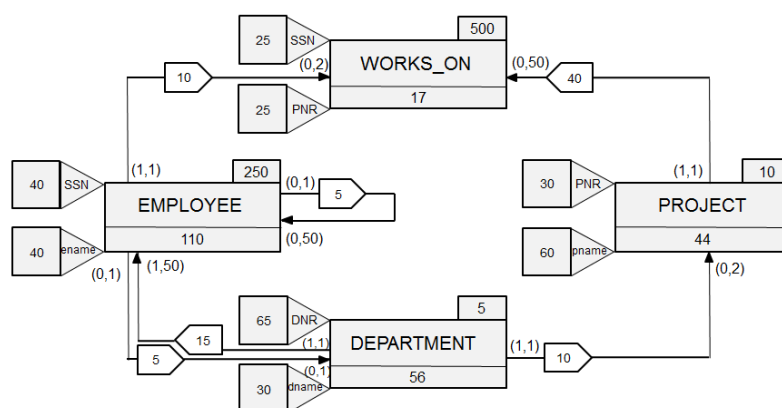 500
25 SSN
WORKS_ON
10
(0,2)
(0,50)
40
25 PNR
17
(1,1)
(1,1)
40 SSN
250
(0,1)
5
30 PNR
10
EMPLOYEE
PROJECT
110
(0,50)
44
40 ename
60 pname
(0,1)
(1,50)
(0,2)
65 DNR
5
15
(1,1)
DEPARTMENT
(1,1)
5
10
(0,1)
56
30 dname